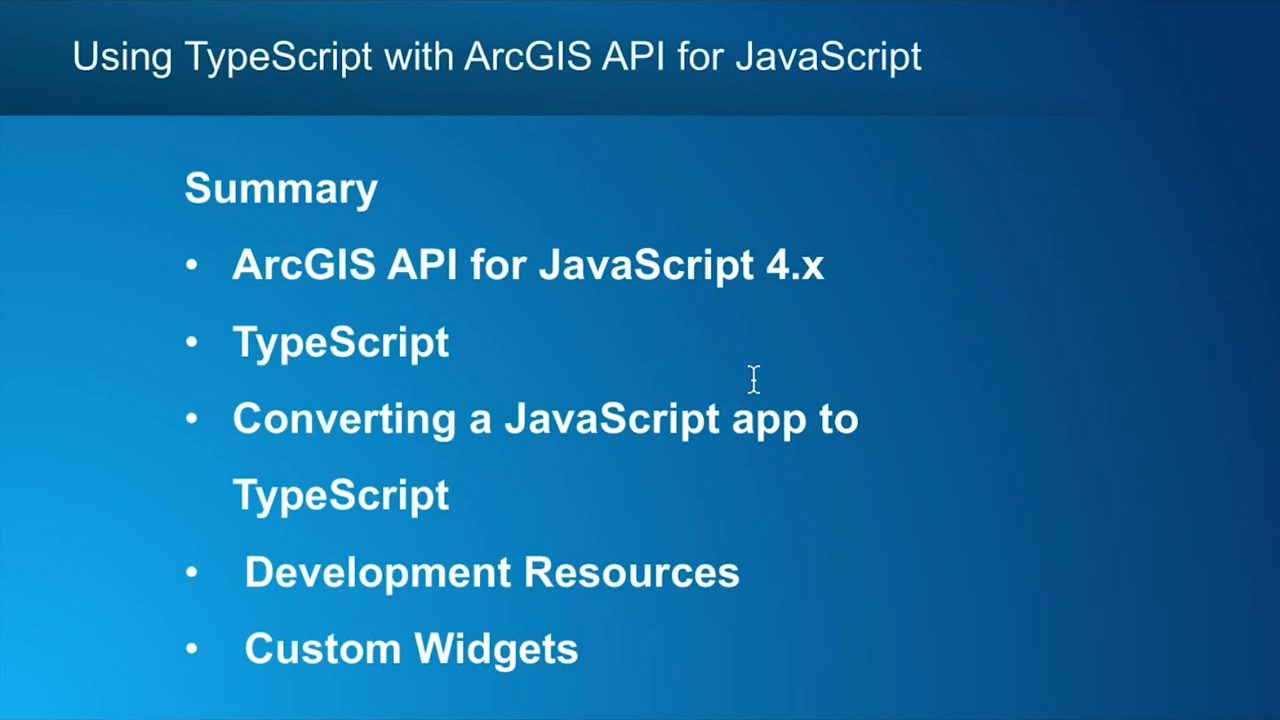 Using TypeScript with ArcGIS API for JavaScript
Summary
• ArcGIS API for JavaScript 4.x
• TypeScript
• Converting a JavaScript app to
TypeScript
• Development Resources
• Custom Widgets